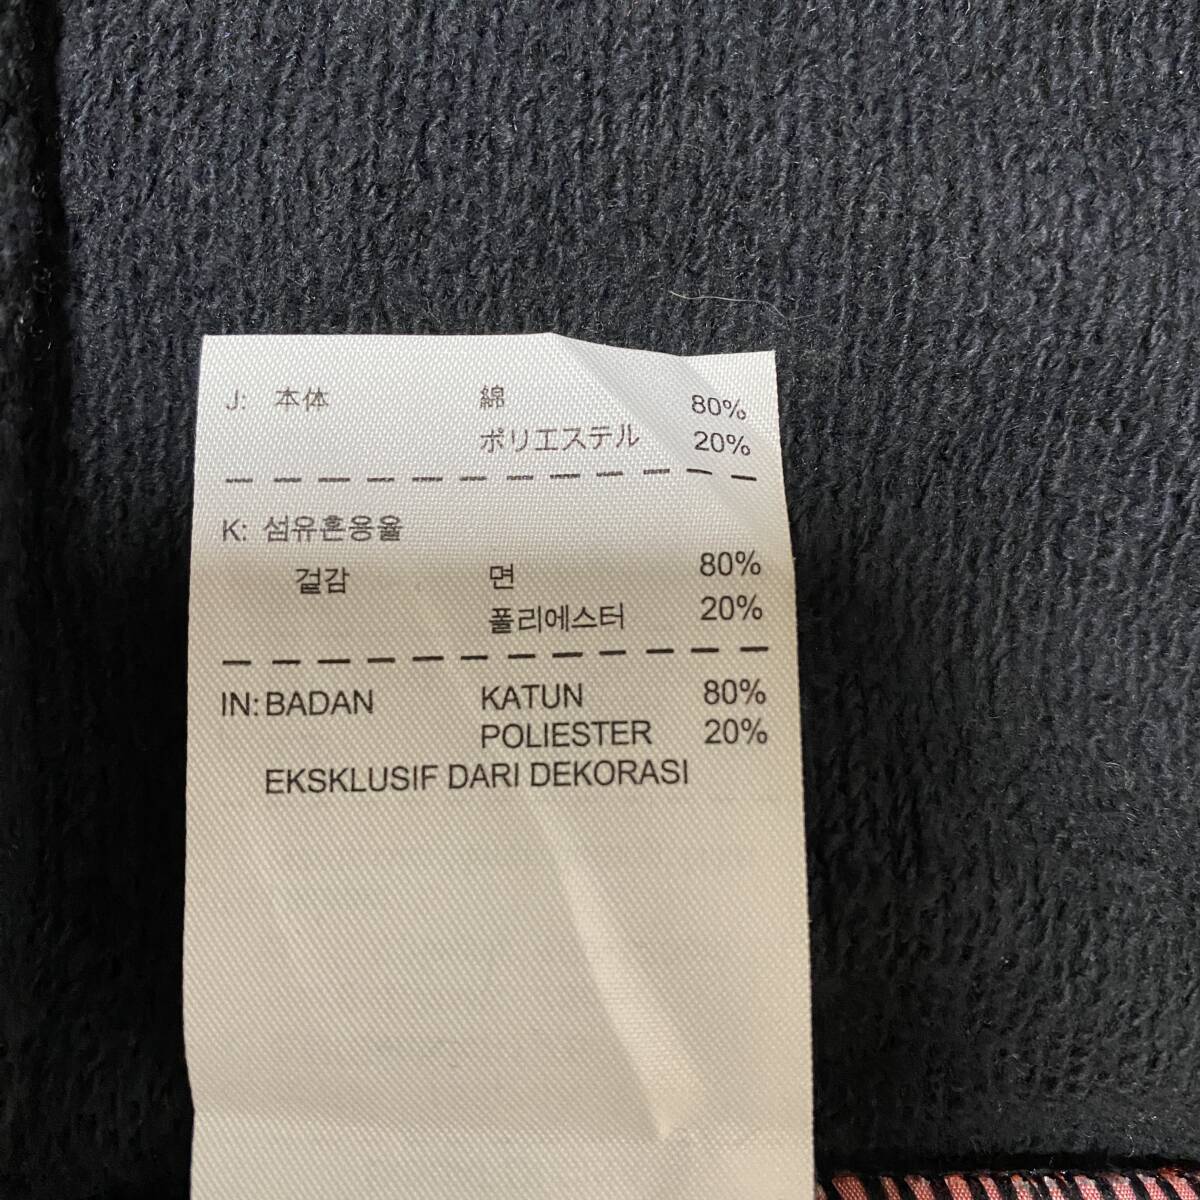 J: 本体 綿 80%
ポリエステル 20%
K: 섬유혼용율
겉감 면 80%
폴리에스터 20%
IN: BADAN KATUN 80%
POLIESTER 20%
EKSKLUSIF DARI DEKORASI